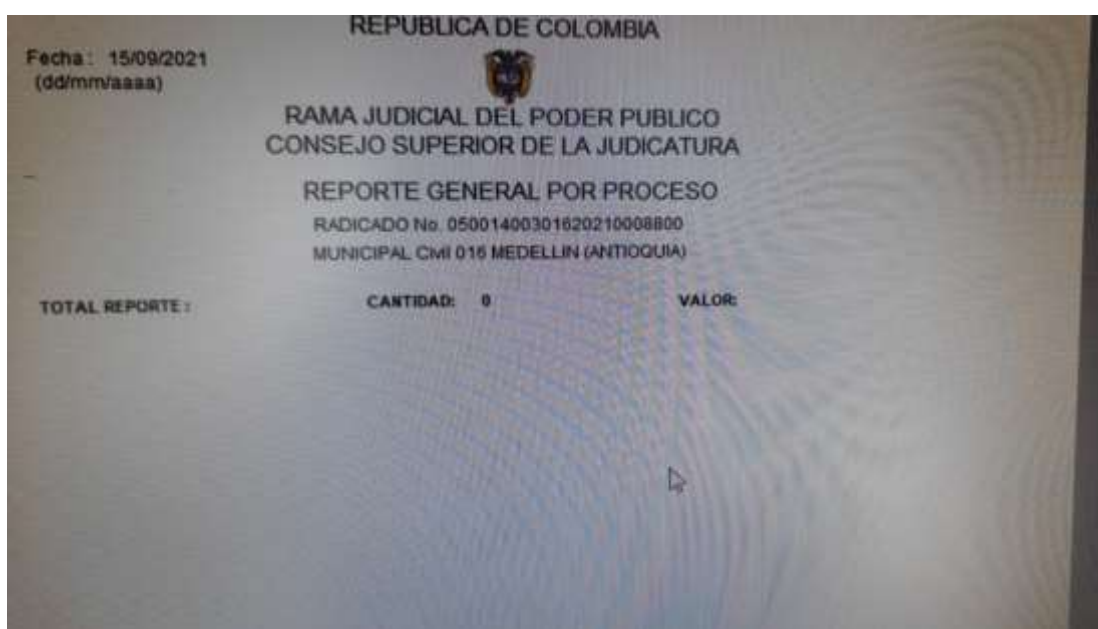 REPUBLICA DE COLOMBIA
Fecha: 15/09/2021
(dd/mm/aaaa)
RAMA JUDICIAL DEL PODER PUBLICO
CONSEJO SUPERIOR DE LA JUDICATURA
REPORTE GENERAL POR PROCESO
RADICADO No. 05001400301620210008800
MUNICIPAL Civil 016 MEDELLIN (ANTIOQUIA)
TOTAL REPORTE : CANTIDAD: 0 VALOR: